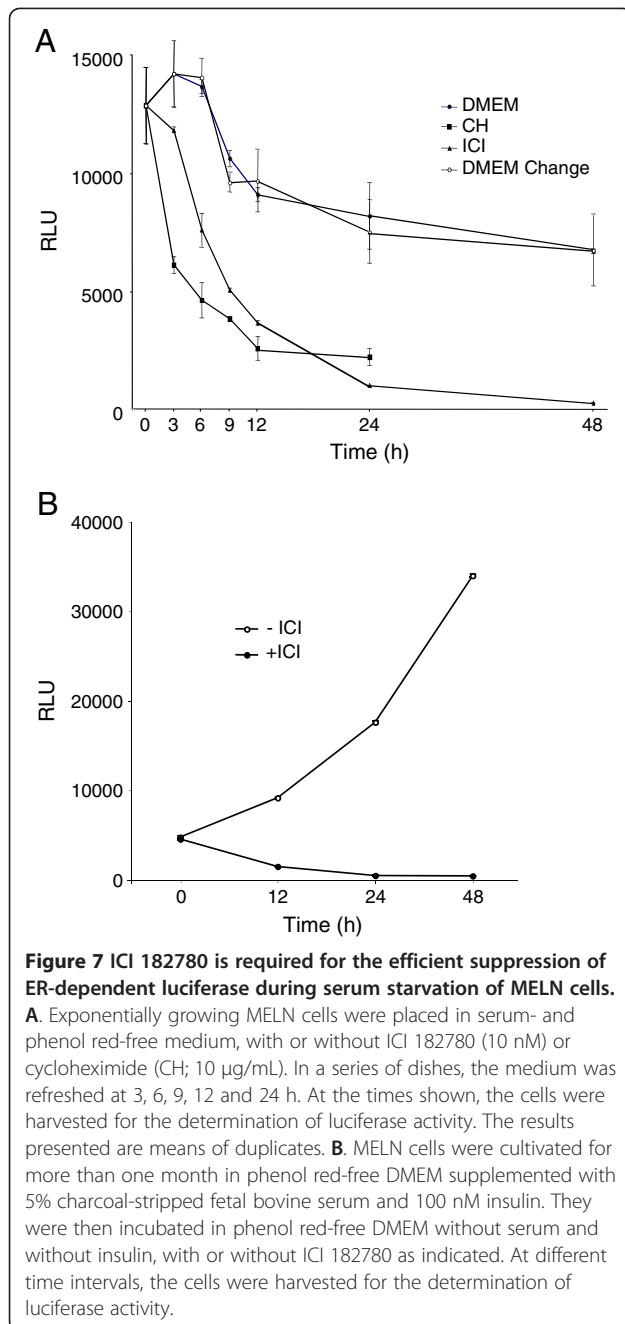 A
15000
10000
5000
0
RLU
DMEM
CH
ICI
DMEM Change
0 3 6 9 12 24 48
Time (h)
B
40000
30000
20000
10000
0
RLU
- ICI
+ICI
0 12 24 48
Time (h)
Figure 7 ICI 182780 is required for the efficient suppression of
ER-dependent luciferase during serum starvation of MELN cells.
A. Exponentially growing MELN cells were placed in serum- and
phenol red-free medium, with or without ICI 182780 (10 nM) or
cycloheximide (CH; 10 μg/mL). In a series of dishes, the medium was
refreshed at 3, 6, 9, 12 and 24 h. At the times shown, the cells were
harvested for the determination of luciferase activity. The results
presented are means of duplicates. B. MELN cells were cultivated for
more than one month in phenol red-free DMEM supplemented with
5% charcoal-stripped fetal bovine serum and 100 nM insulin. They
were then incubated in phenol red-free DMEM without serum and
without insulin, with or without ICI 182780 as indicated. At different
time intervals, the cells were harvested for the determination of
luciferase activity.